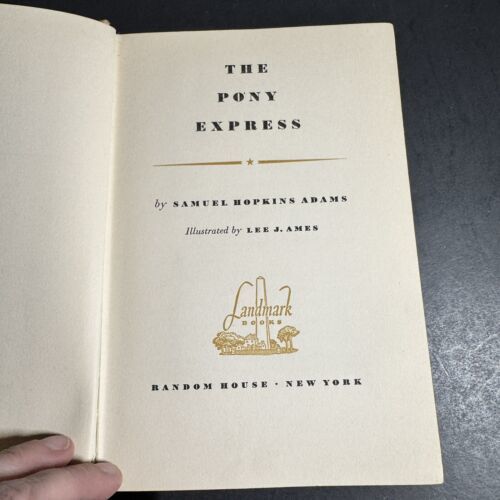 THE
PONY
EXPRESS
by SAMUEL HOPKINS ADAMS
Illustrated by LEE J. AMES
Landmark
BOOKS
RANDOM HOUSE · NEW YORK